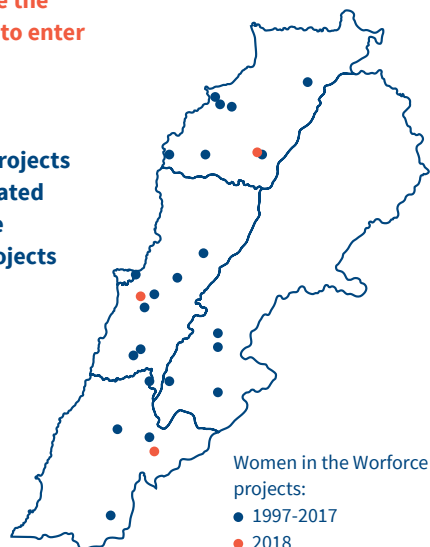 e the
to enter
rojects
ated
e
ojects
Women in the Worforce
projects:
1997-2017
2018